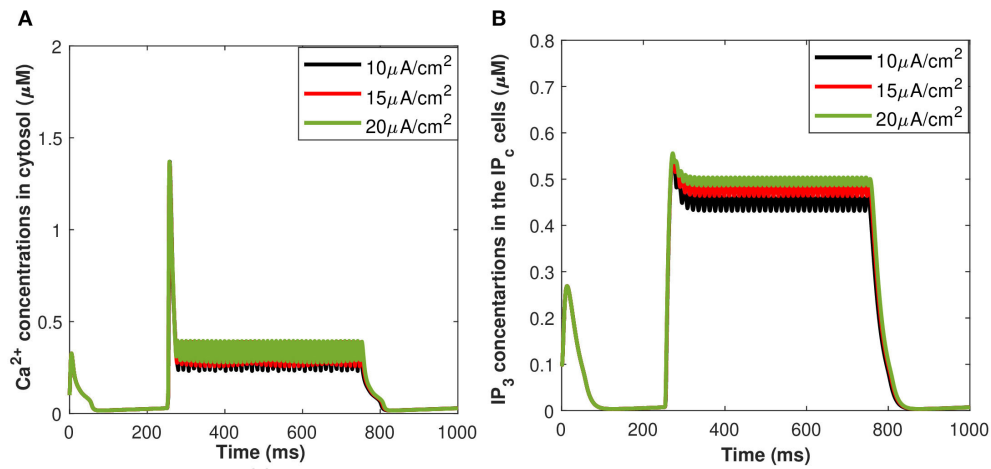 A
Ca2+ concentrations in cytosol (μM)
2
1.5
1
0.5
0
0 200 400 600 800 1000
Time (ms)
10μA/cm2
15μA/cm2
20μA/cm2
B
IP3 concentartions in the IPc cells (μM)
0.8
0.7
0.6
0.5
0.4
0.3
0.2
0.1
0
0 200 400 600 800 1000
Time (ms)
10μA/cm2
15μA/cm2
20μA/cm2